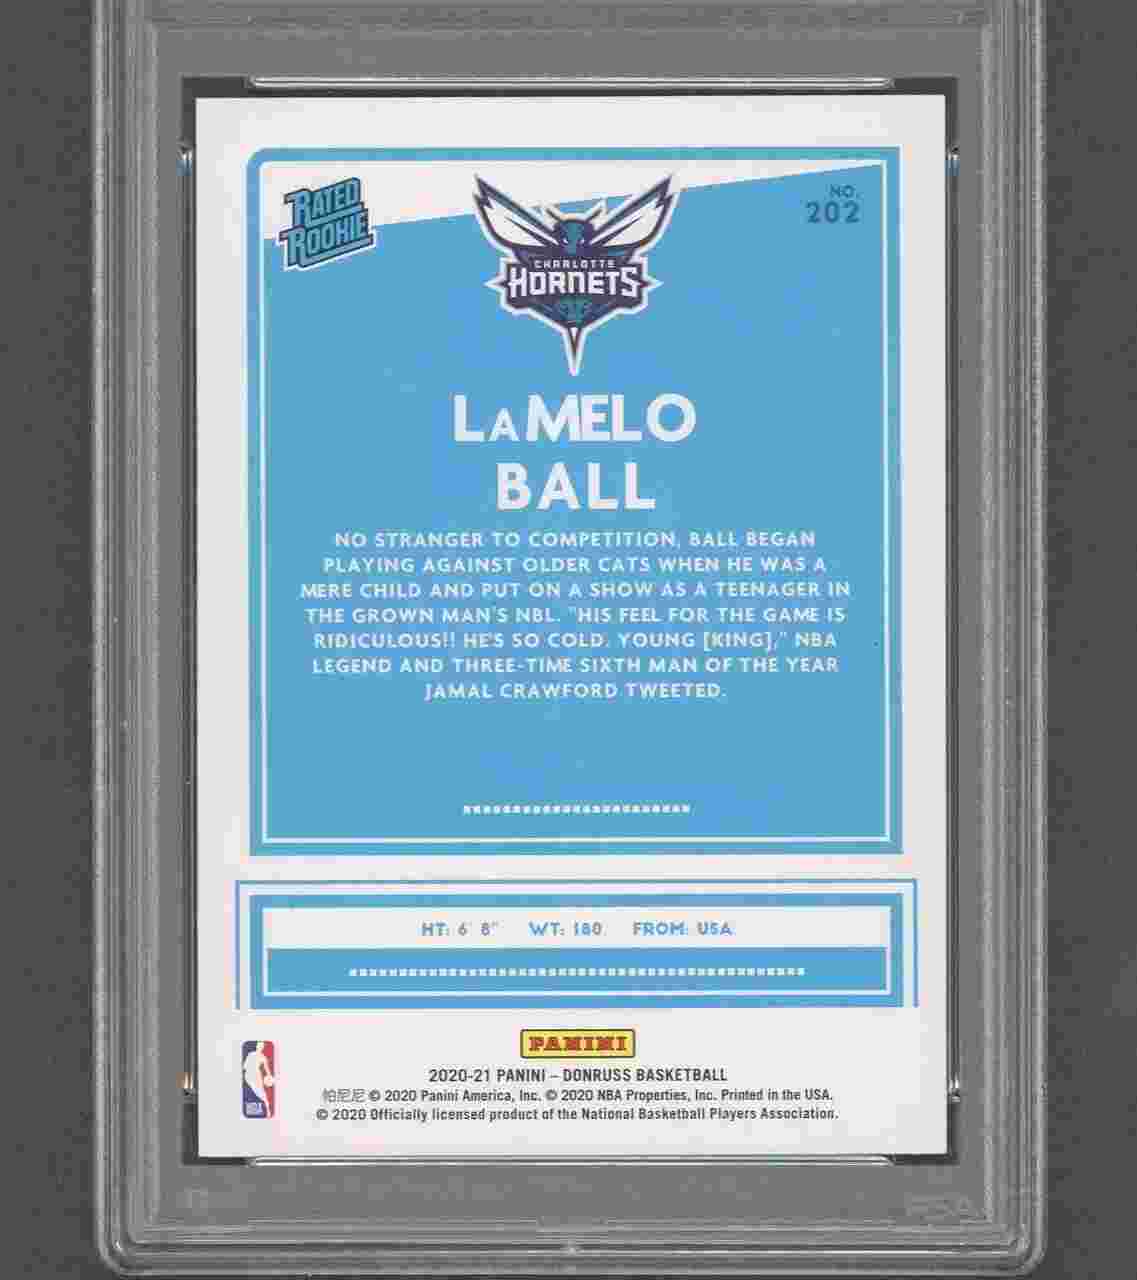 RATED
ROOKIE
NO.
202
CHARLOTTE
HORNETS
LAMELO
BALL
NO STRANGER TO COMPETITION, BALL BEGAN
PLAYING AGAINST OLDER CATS WHEN HE WAS A
MERE CHILD AND PUT ON A SHOW AS A TEENAGER IN
THE GROWN MAN'S NBL. "HIS FEEL FOR THE GAME IS
RIDICULOUS!! HE'S SO COLD. YOUNG [KING]," NBA
LEGEND AND THREE-TIME SIXTH MAN OF THE YEAR
JAMAL CRAWFORD TWEETED.
HT: 6' 8" WT: 180 FROM: USA
PANINI
2020-21 PANINI – DONRUSS BASKETBALL
帕尼尼 © 2020 Panini America, Inc. © 2020 NBA Properties, Inc. Printed in the USA.
© 2020 Officially licensed product of the National Basketball Players Association.
NBA
PSA